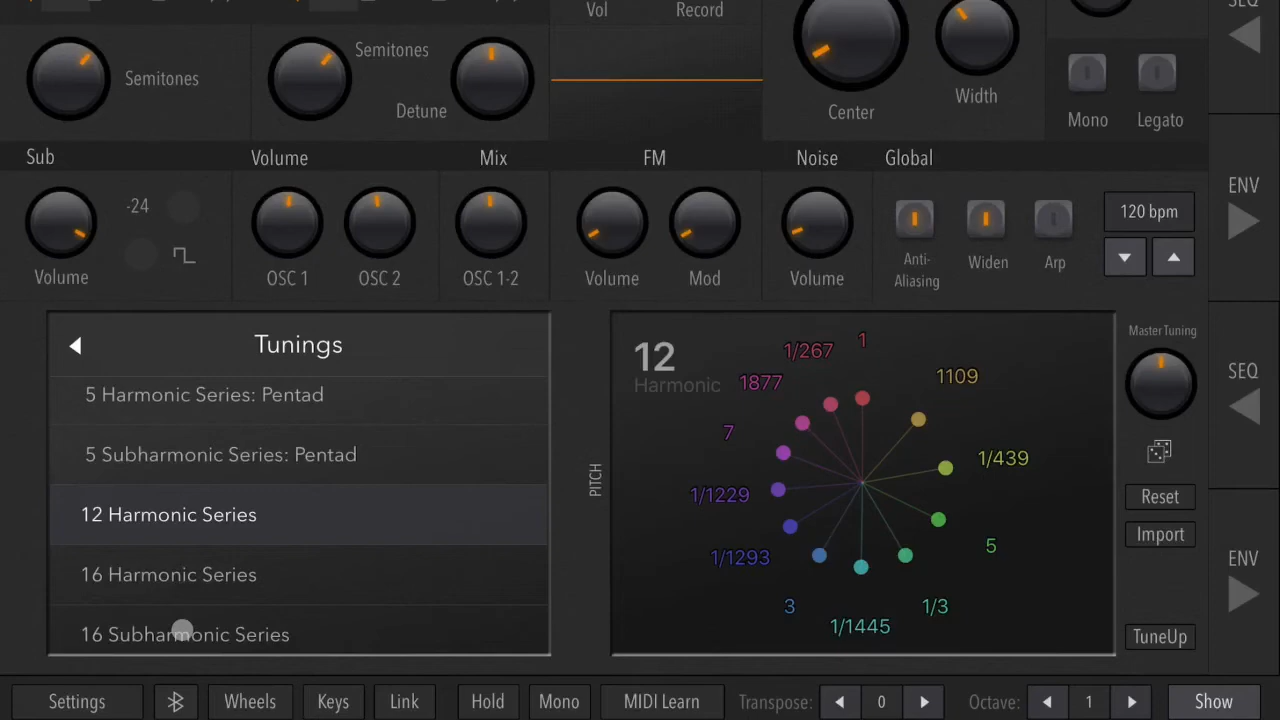 Vol
Record
SEQ
Semitones
Semitones
Detune
Center
Width
Mono
Legato
Sub
Volume
Mix
FM
Noise
Global
-24
Volume
OSC 1
OSC 2
OSC 1-2
Volume
Mod
Volume
Anti-
Aliasing
Widen
Arp
120 bpm
ENV
Tunings
5 Harmonic Series: Pentad
5 Subharmonic Series: Pentad
12 Harmonic Series
16 Harmonic Series
16 Subharmonic Series
PITCH
12
Harmonic
1/267
1
1877
1109
7
1/439
1/1229
5
1/1293
3
1/3
1/1445
Master Tuning
Reset
Import
TuneUp
SEQ
ENV
Settings
Wheels
Keys
Link
Hold
Mono
MIDI Learn
Transpose:
0
Octave:
1
Show